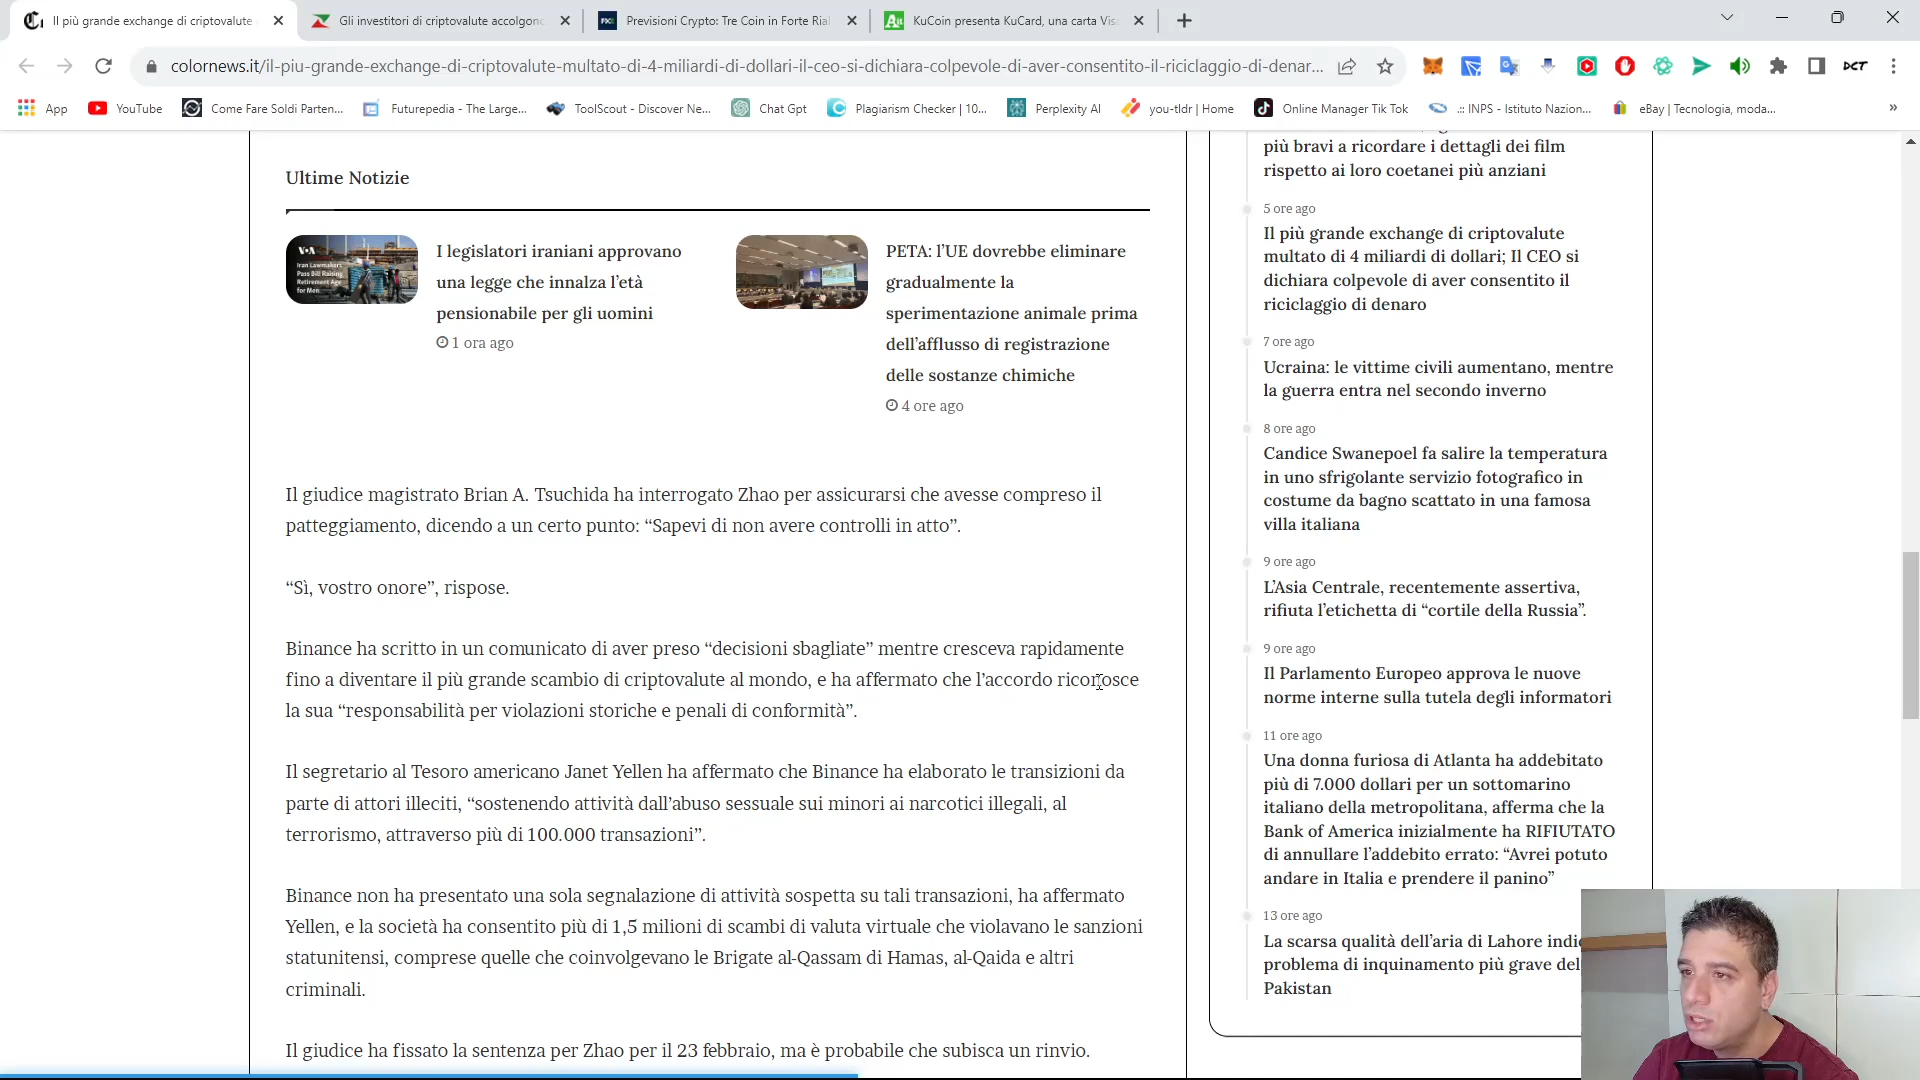 Il più grande exchange di criptovalute
Gli investitori di criptovalute accolgono
Previsioni Crypto: Tre Coin in Forte Rial
KuCoin presenta KuCard, una carta Vis
colornews.it/il-piu-grande-exchange-di-criptovalute-multato-di-4-miliardi-di-dollari-il-ceo-si-dichiara-colpevole-di-aver-consentito-il-riciclaggio-di-denar...
DCT
App
YouTube
Come Fare Soldi Parten...
Futurepedia - The Large...
ToolScout - Discover Ne...
Chat Gpt
Plagiarism Checker | 10...
Perplexity AI
you-tldr | Home
Online Manager Tik Tok
.:: INPS - Istituto Nazion...
eBay | Tecnologia, moda...
»
Ultime Notizie
VOA
Iran Lawmakers
Pass Bill Raising
Retirement Age
for Men
I legislatori iraniani approvano
una legge che innalza l’età
pensionabile per gli uomini
1 ora ago
PETA: l’UE dovrebbe eliminare
gradualmente la
sperimentazione animale prima
dell’afflusso di registrazione
delle sostanze chimiche
4 ore ago
Il giudice magistrato Brian A. Tsuchida ha interrogato Zhao per assicurarsi che avesse compreso il
patteggiamento, dicendo a un certo punto: “Sapevi di non avere controlli in atto”.
“Sì, vostro onore”, rispose.
Binance ha scritto in un comunicato di aver preso “decisioni sbagliate” mentre cresceva rapidamente
fino a diventare il più grande scambio di criptovalute al mondo, e ha affermato che l’accordo riconosce
la sua “responsabilità per violazioni storiche e penali di conformità”.
Il segretario al Tesoro americano Janet Yellen ha affermato che Binance ha elaborato le transizioni da
parte di attori illeciti, “sostenendo attività dall’abuso sessuale sui minori ai narcotici illegali, al
terrorismo, attraverso più di 100.000 transazioni”.
Binance non ha presentato una sola segnalazione di attività sospetta su tali transazioni, ha affermato
Yellen, e la società ha consentito più di 1,5 milioni di scambi di valuta virtuale che violavano le sanzioni
statunitensi, comprese quelle che coinvolgevano le Brigate al-Qassam di Hamas, al-Qaida e altri
criminali.
Il giudice ha fissato la sentenza per Zhao per il 23 febbraio, ma è probabile che subisca un rinvio.
più bravi a ricordare i dettagli dei film
rispetto ai loro coetanei più anziani
5 ore ago
Il più grande exchange di criptovalute
multato di 4 miliardi di dollari; Il CEO si
dichiara colpevole di aver consentito il
riciclaggio di denaro
7 ore ago
Ucraina: le vittime civili aumentano, mentre
la guerra entra nel secondo inverno
8 ore ago
Candice Swanepoel fa salire la temperatura
in uno sfrigolante servizio fotografico in
costume da bagno scattato in una famosa
villa italiana
9 ore ago
L’Asia Centrale, recentemente assertiva,
rifiuta l’etichetta di “cortile della Russia”.
9 ore ago
Il Parlamento Europeo approva le nuove
norme interne sulla tutela degli informatori
11 ore ago
Una donna furiosa di Atlanta ha addebitato
più di 7.000 dollari per un sottomarino
italiano della metropolitana, afferma che la
Bank of America inizialmente ha RIFIUTATO
di annullare l’addebito errato: “Avrei potuto
andare in Italia e prendere il panino”
13 ore ago
La scarsa qualità dell’aria di Lahore indic
problema di inquinamento più grave del
Pakistan